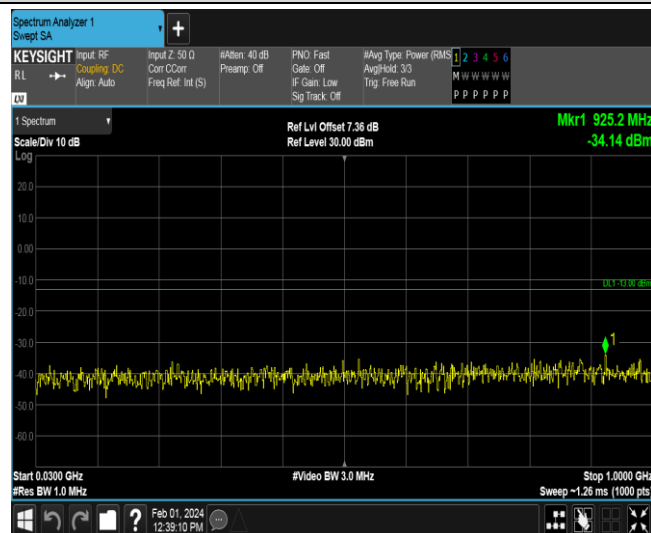 Spectrum Analyzer 1
Swept SA
+
KEYSIGHT Input: RF Input Z: 50 Ω #Atten: 40 dB PNO: Fast #Avg Type: Power (RMS 1 2 3 4 5 6
RL Coupling: DC Corr CCorr Preamp: Off Gate: Off Avg|Hold: 3/3 M W W W W W
Align: Auto Freq Ref: Int (S) IF Gain: Low Trig: Free Run
Sig Track: Off P P P P P P
LXI
1 Spectrum Ref Lvl Offset 7.36 dB Mkr1 925.2 MHz
Scale/Div 10 dB Ref Level 30.00 dBm -34.14 dBm
Log
20.0
10.0
0.00
-10.0 DL1 -13.00 dBm
-20.0
-30.0 1
-40.0
-50.0
-60.0
Start 0.0300 GHz #Video BW 3.0 MHz Stop 1.0000 GHz
#Res BW 1.0 MHz Sweep ~1.26 ms (1000 pts)
? Feb 01, 2024
12:39:10 PM